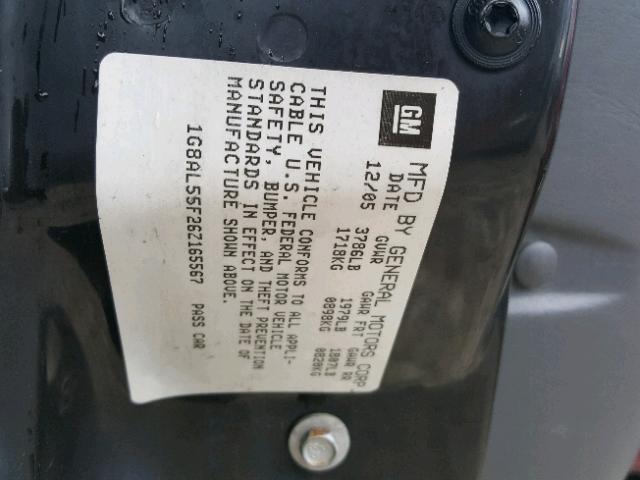 GM
MFD BY GENERAL MOTORS CORP
DATE GVWR GAWR FRT GAWR RR
12/05 3786LB 1979LB 1807LB
1718KG 0898KG 0820KG
THIS VEHICLE CONFORMS TO ALL APPLI-
CABLE U.S. FEDERAL MOTOR VEHICLE
SAFETY, BUMPER, AND THEFT PREVENTION
STANDARDS IN EFFECT ON THE DATE OF
MANUFACTURE SHOWN ABOVE.
1G8AL55F26Z165567 PASS CAR